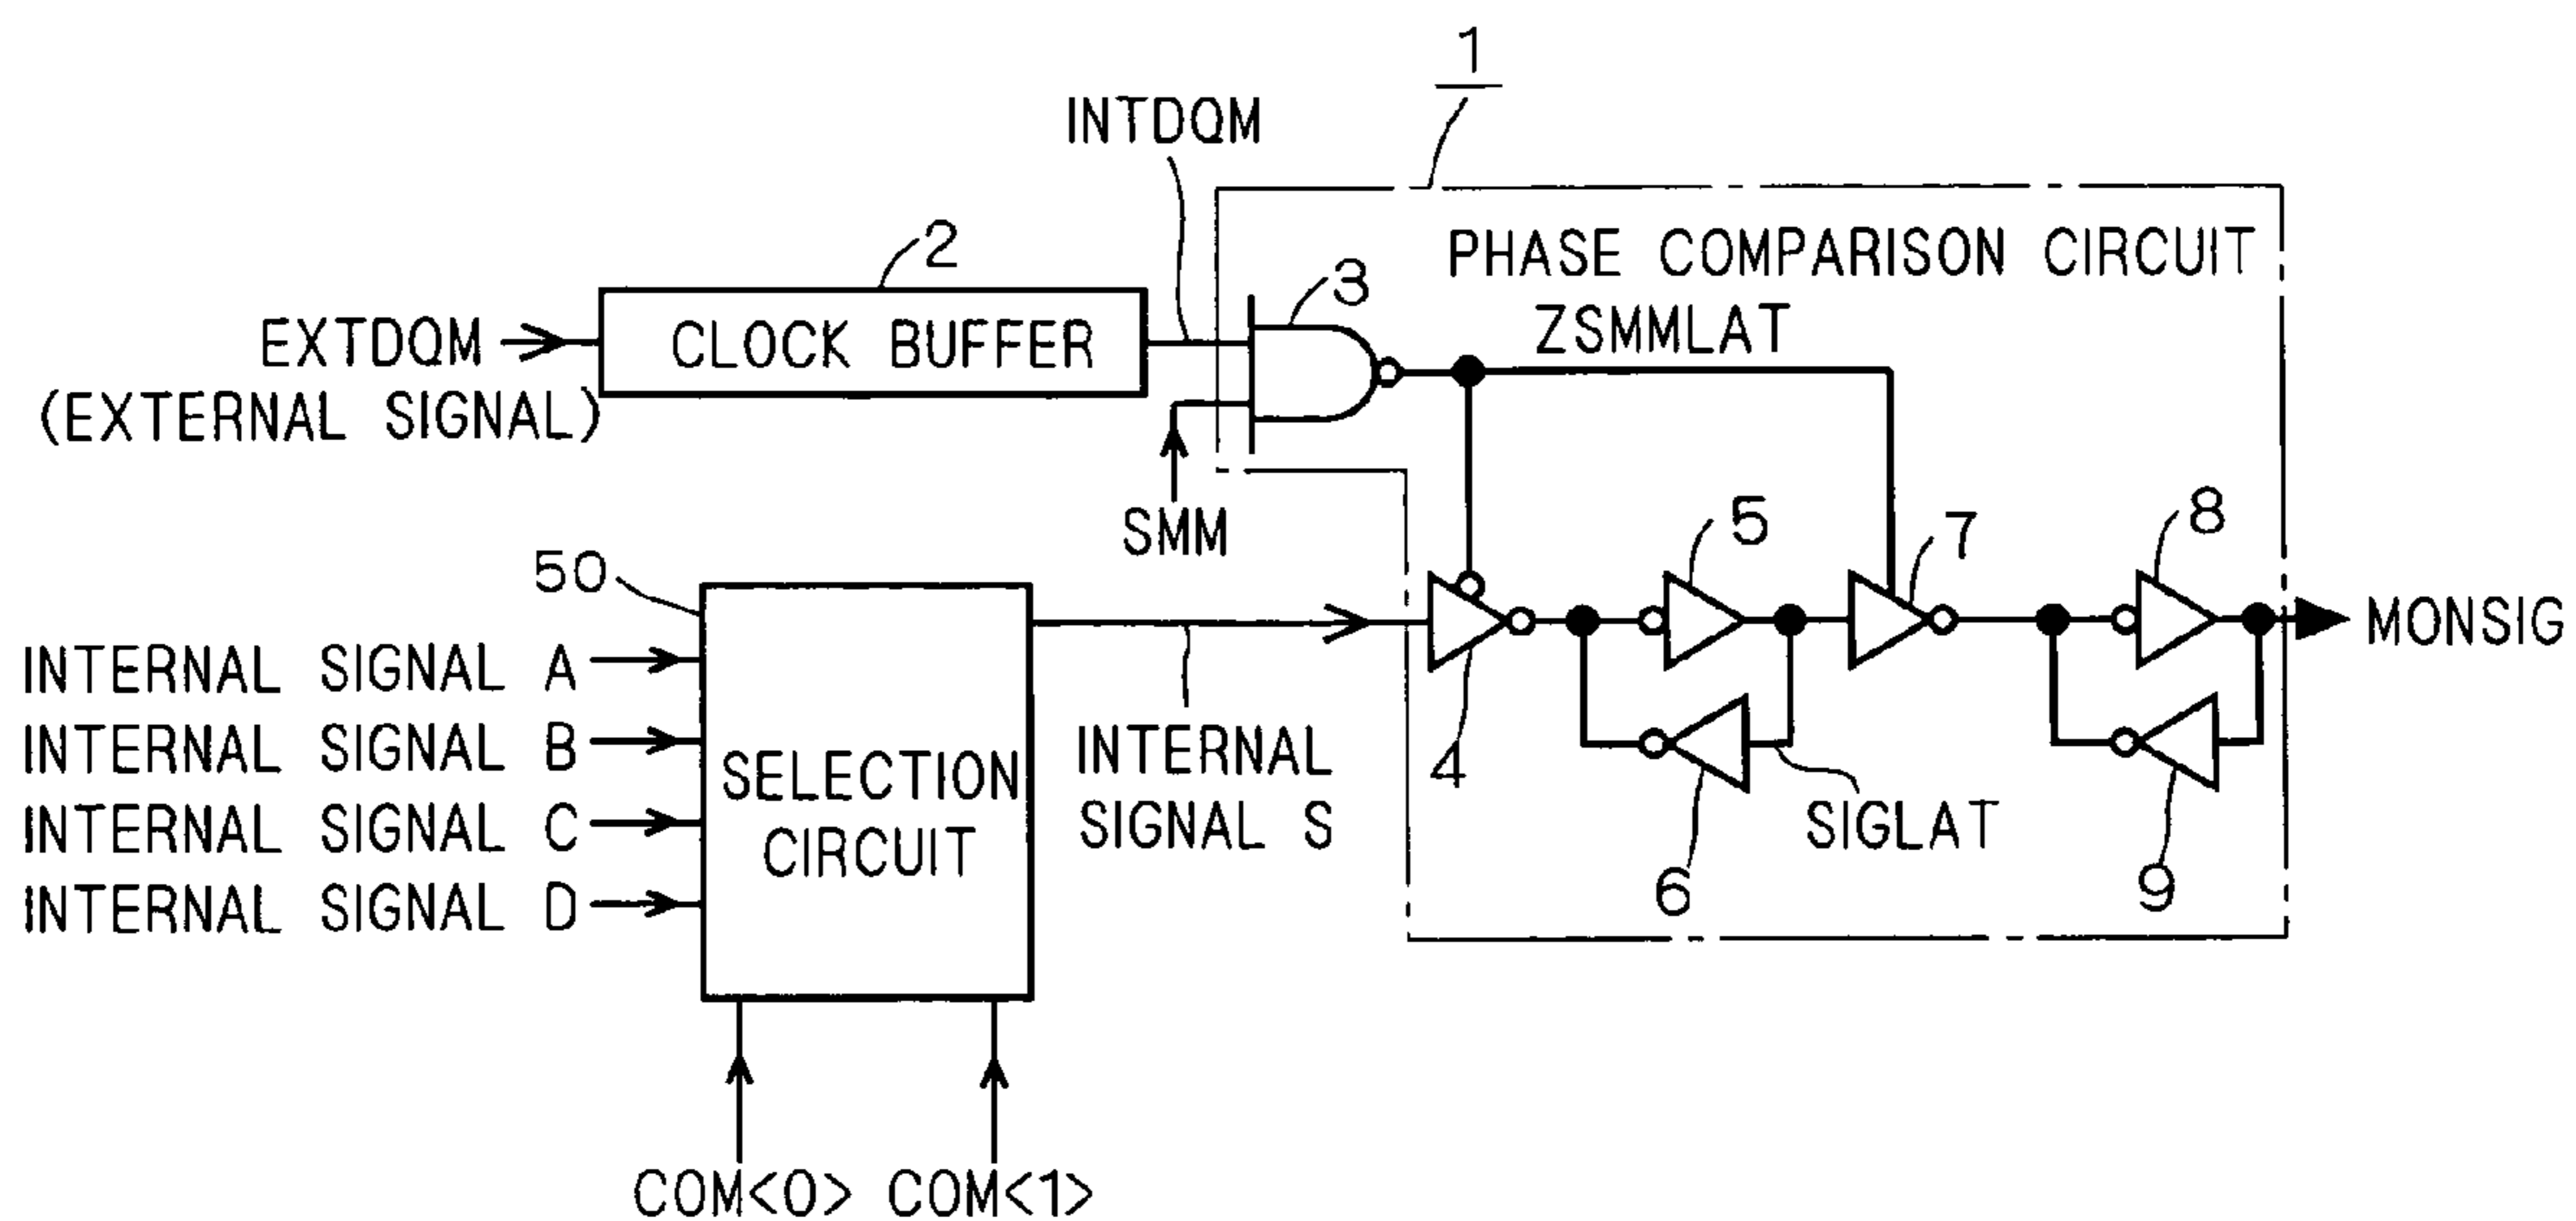 1
INTDQM
2
PHASE COMPARISON CIRCUIT
3
ZSMMLAT
EXTDQM
(EXTERNAL SIGNAL)
CLOCK BUFFER
SMM
5
7
8
50
INTERNAL SIGNAL A
INTERNAL SIGNAL B
INTERNAL SIGNAL C
INTERNAL SIGNAL D
SELECTION
CIRCUIT
INTERNAL
SIGNAL S
4
6
SIGLAT
9
MONSIG
COM<0>
COM<1>